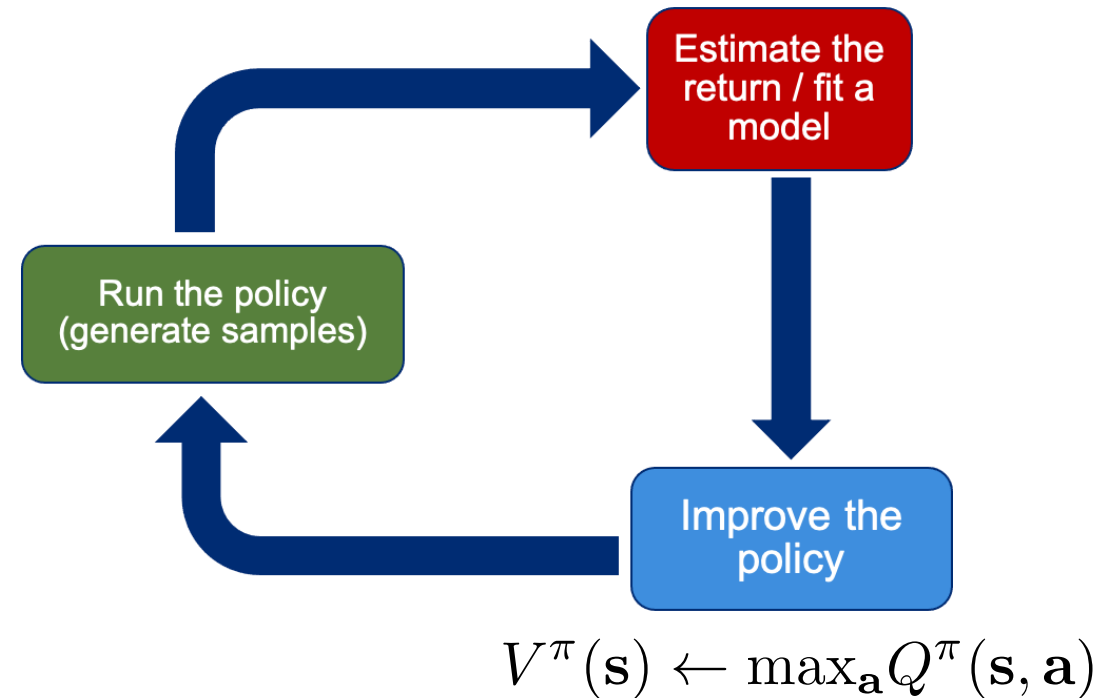 Estimate the
return / fit a
model
Run the policy
(generate samples)
Improve the
policy
V^π(s) ← max_a Q^π(s, a)